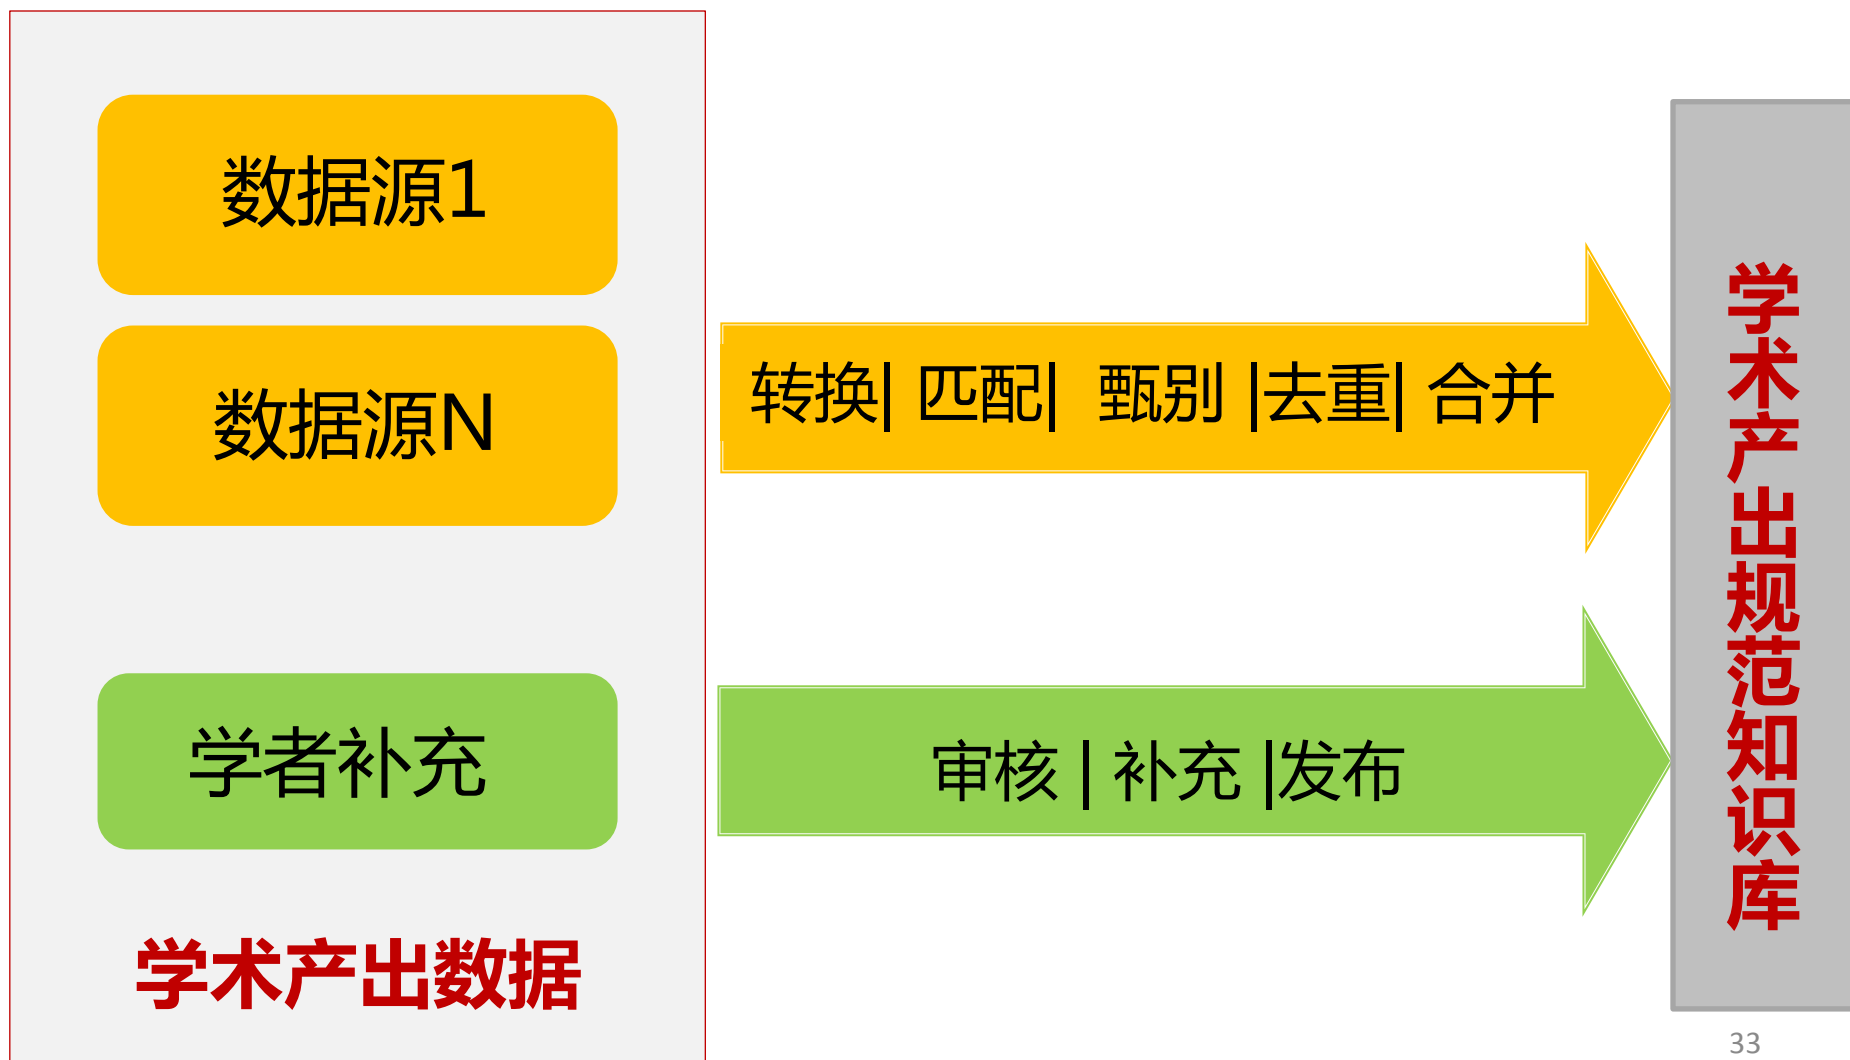 数据源1
数据源N
学者补充
学术产出数据
转换| 匹配| 甄别 |去重| 合并
审核 | 补充 |发布
学术产出规范知识库
33